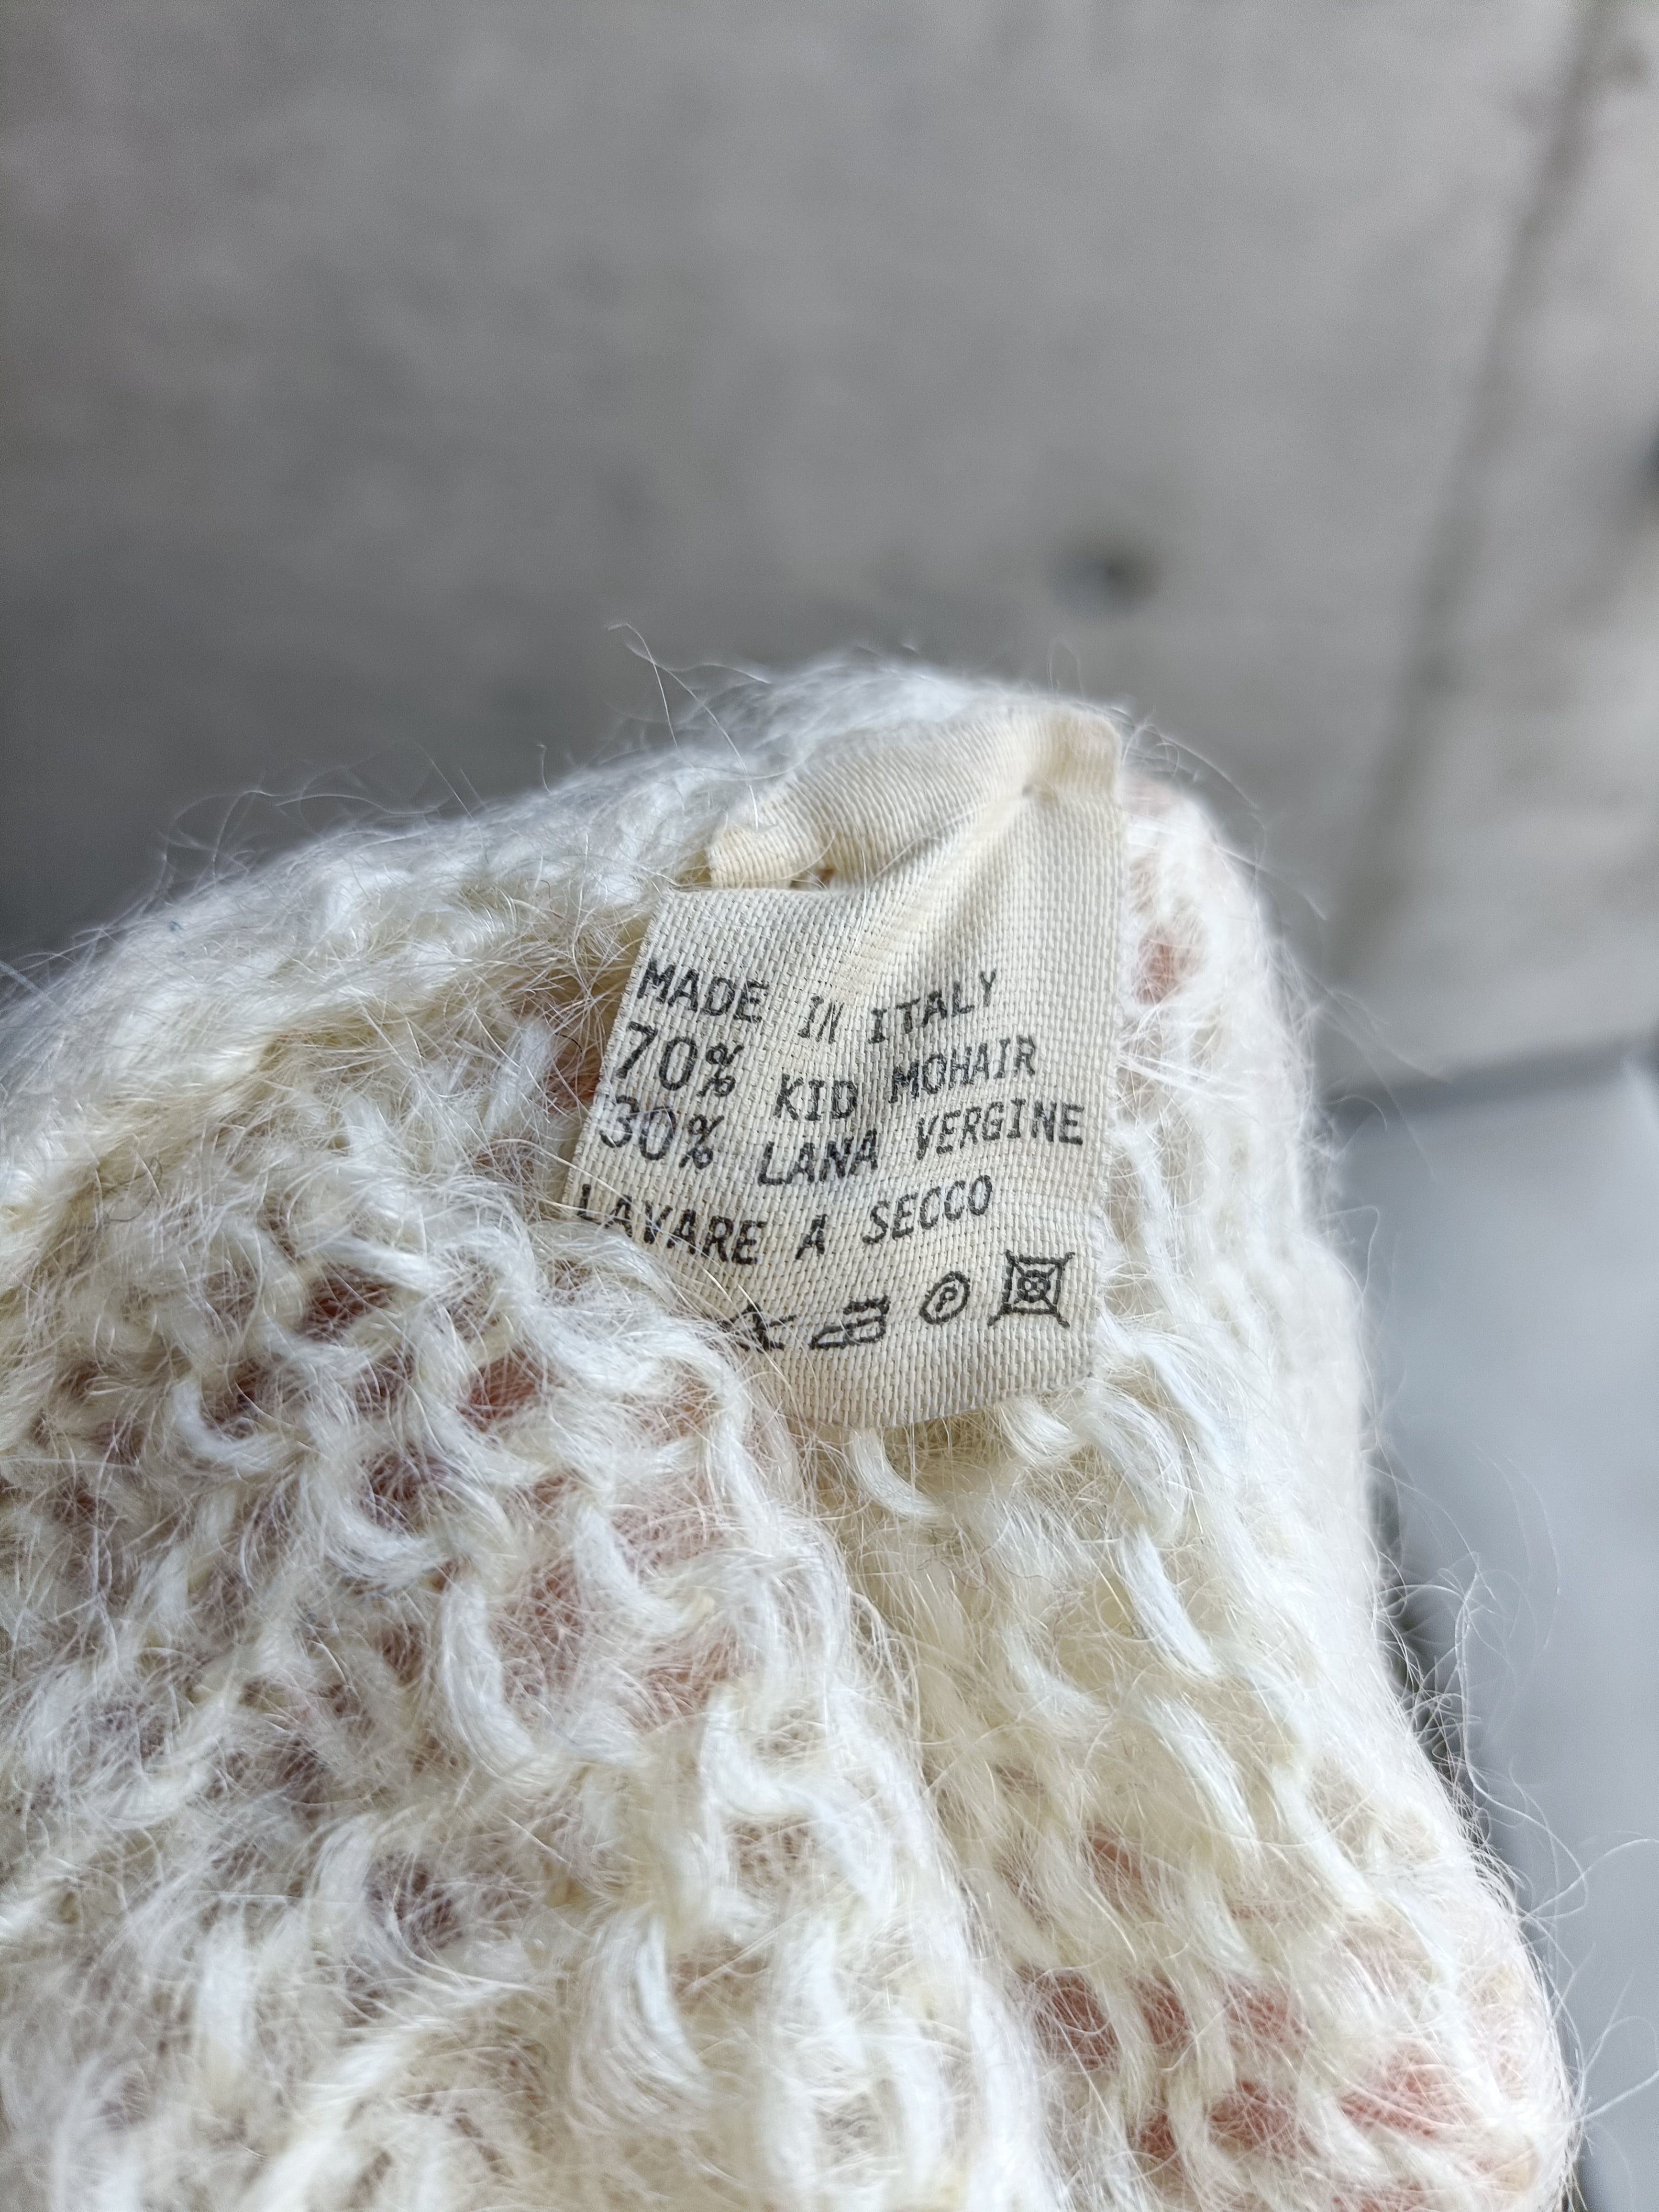 MADE IN ITALY
70% KID MOHAIR
30% LANA VERGINE
LAVARE A SECCO
P